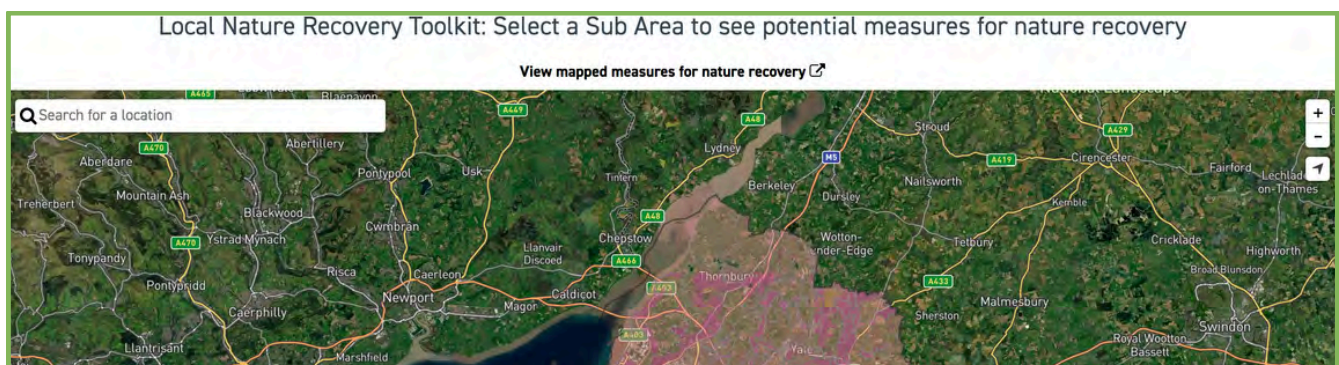 Local Nature Recovery Toolkit: Select a Sub Area to see potential measures for nature recovery
View mapped measures for nature recovery
National Landscape
A465
Blaenavon
A449
A48
Search for a location
Stroud
A429
Abertillery
Lydney
A470
Aberdare
Pontypool
Usk
Tintern
M5
A419
Cirencester
Fairford
Lechlade
on-Thames
Berkeley
Nailsworth
Mountain Ash
Dursley
Treherbert
Blackwood
A48
Kemble
Cwmbran
Chepstow
Wotton-
under-Edge
Tetbury
Cricklade
A470
Ystrad Mynach
Llanvair
Discoed
Highworth
Tonypandy
A466
Risca
Caerleon
Thornbury
Broad Blunsdon
Pontypridd
A403
A433
Newport
Caldicot
Magor
Malmesbury
Caerphilly
Sherston
Swindon
A403
Llantrisant
Marshfield
Yate
Royal Wootton
Bassett